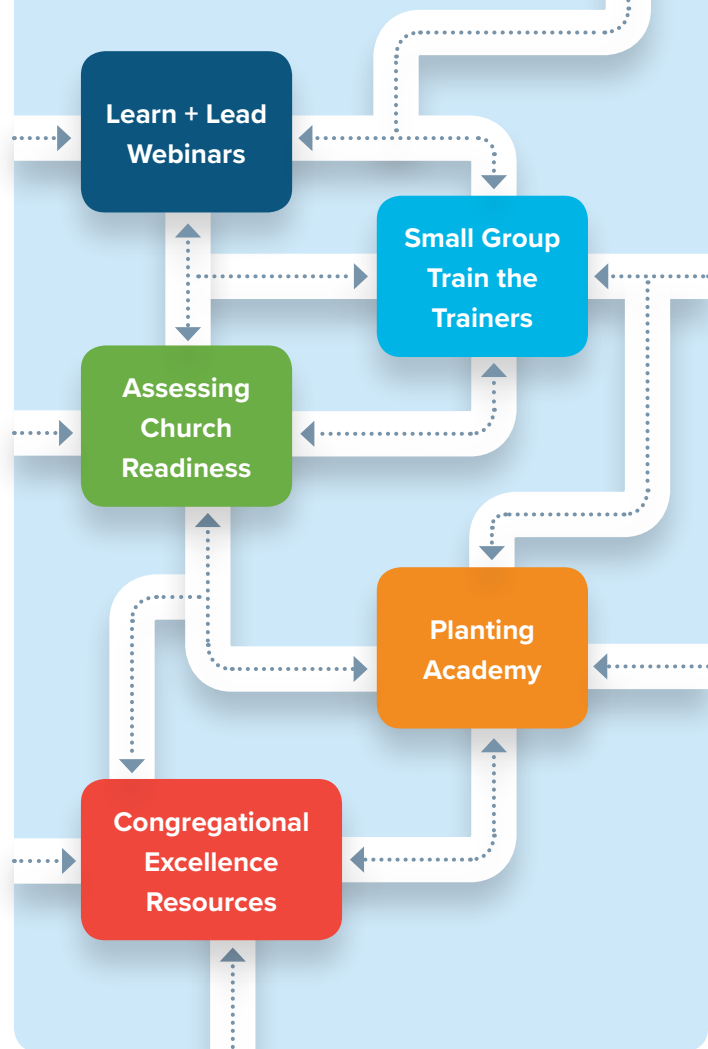 Learn + Lead
Webinars
Small Group
Train the
Trainers
Assessing
Church
Readiness
Planting
Academy
Congregational
Excellence
Resources